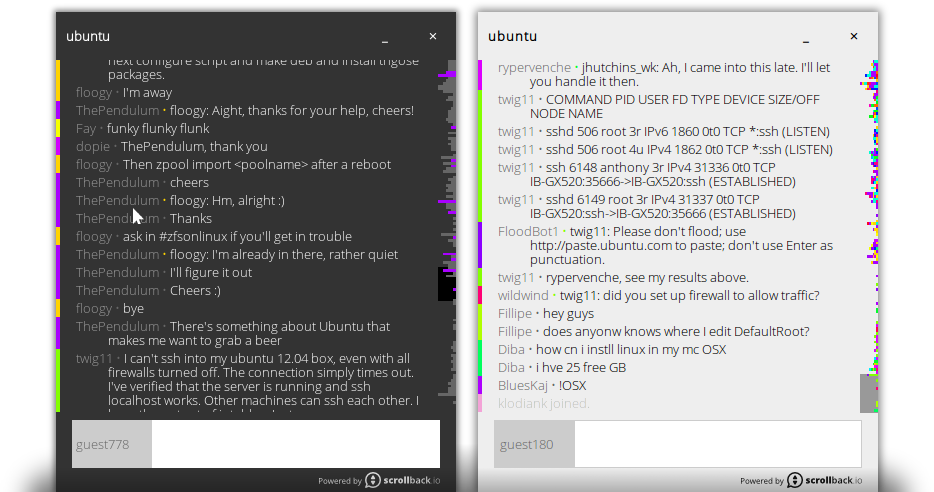 ubuntu
_ ×
next configure script and make deb and install
packages.
floogy · I'm away
ThePendulum · floogy: Aight, thanks for your help, cheers!
Fay · funky flunky flunk
dopie · ThePendulum, thank you
floogy · Then zpool import <poolname> after a reboot
ThePendulum · cheers
ThePendulum · floogy: Hm, alright :)
ThePendulum · Thanks
floogy · ask in #zfsonlinux if you'll get in trouble
ThePendulum · floogy: I'm already in there, rather quiet
ThePendulum · I'll figure it out
ThePendulum · Cheers :)
floogy · bye
ThePendulum · There's something about Ubuntu that
makes me want to grab a beer
twig11 · I can't ssh into my ubuntu 12.04 box, even with all
firewalls turned off. The connection simply times out.
I've verified that the server is running and ssh
localhost works. Other machines can ssh each other. I
guest778
Powered by scrollback.io
ubuntu
_ ×
rypervenche · jhutchins_wk: Ah, I came into this late. I'll let
you handle it then.
twig11 · COMMAND PID USER FD TYPE DEVICE SIZE/OFF
NODE NAME
twig11 · sshd 506 root 3r IPv6 1860 0t0 TCP *:ssh (LISTEN)
twig11 · sshd 506 root 4u IPv4 1862 0t0 TCP *:ssh (LISTEN)
twig11 · ssh 6148 anthony 3r IPv4 31336 0t0 TCP
IB-GX520:35666->IB-GX520:ssh (ESTABLISHED)
twig11 · sshd 6149 root 3r IPv4 31337 0t0 TCP
IB-GX520:ssh->IB-GX520:35666 (ESTABLISHED)
FloodBot1 · twig11: Please don't flood; use
http://paste.ubuntu.com to paste; don't use Enter as
punctuation.
twig11 · rypervenche, see my results above.
wildwind · twig11: did you set up firewall to allow traffic?
Fillipe · hey guys
Fillipe · does anyonw knows where I edit DefaultRoot?
Diba · how cn i instll linux in my mc OSX
Diba · i hve 25 free GB
BluesKaj · !OSX
klodiank joined.
guest180
Powered by scrollback.io